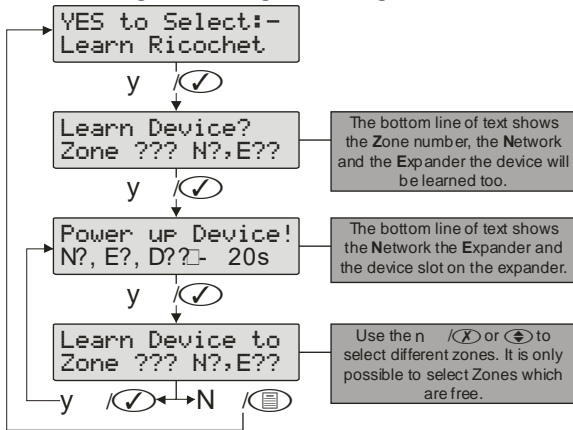 YES to Select:-
Learn Ricochet
y /✓
Learn Device?
Zone ??? N?,E??
The bottom line of text shows
the Zone number, the Network
and the Expander the device will
be learned too.
y /✓
Power up Device!
N?, E?, D??□- 20s
The bottom line of text shows
the Network the Expander and
the device slot on the expander.
y /✓
Learn Device to
Zone ??? N?,E??
Use the n /✗ or to
select different zones. It is only
possible to select Zones which
are free.
y /✓ N /